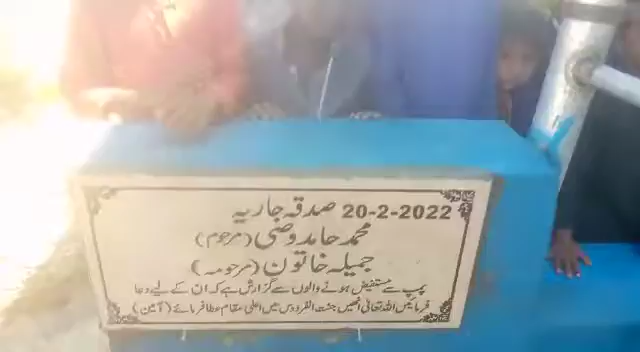 صدقہ جاریہ 20-2-2022
محمد حامد وصی (مرحوم)
جمیلہ خاتون (مرحومہ)
پمپ سے مستفیض ہونے والوں سے گزارش ہے کہ ان کے لیے دعا
فرمائیں اللہ تعالیٰ انھیں جنت الفردوس میں اعلیٰ مقام عطا فرمائے (آمین)